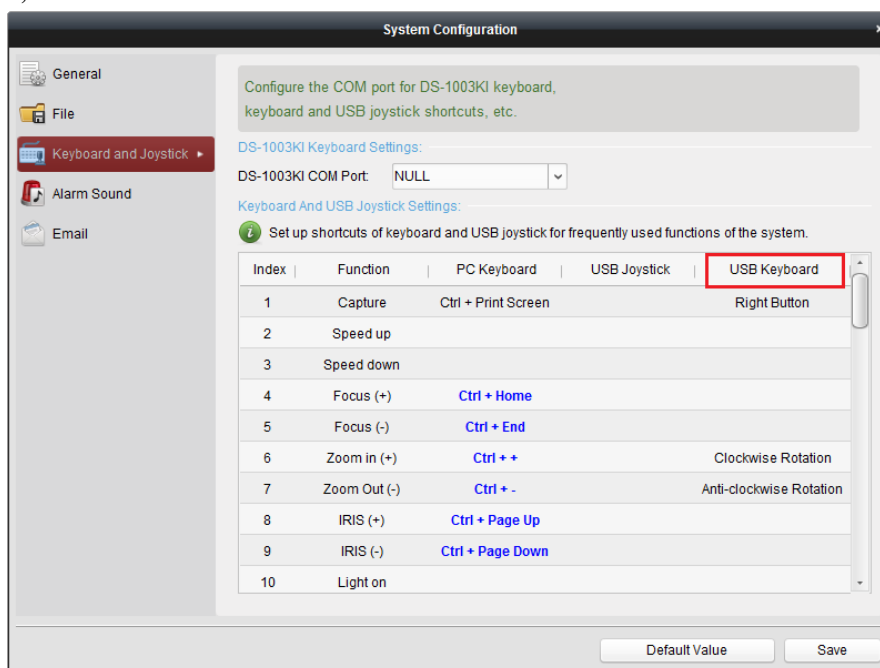 System Configuration
General
File
Keyboard and Joystick
Alarm Sound
Email
Configure the COM port for DS-1003KI keyboard,
keyboard and USB joystick shortcuts, etc.
DS-1003KI Keyboard Settings:
DS-1003KI COM Port: NULL
Keyboard And USB Joystick Settings:
Set up shortcuts of keyboard and USB joystick for frequently used functions of the system.
Index Function PC Keyboard USB Joystick USB Keyboard
1 Capture Ctrl + Print Screen Right Button
2 Speed up
3 Speed down
4 Focus (+) Ctrl + Home
5 Focus (-) Ctrl + End
6 Zoom in (+) Ctrl + + Clockwise Rotation
7 Zoom Out (-) Ctrl + - Anti-clockwise Rotation
8 IRIS (+) Ctrl + Page Up
9 IRIS (-) Ctrl + Page Down
10 Light on
Default Value Save